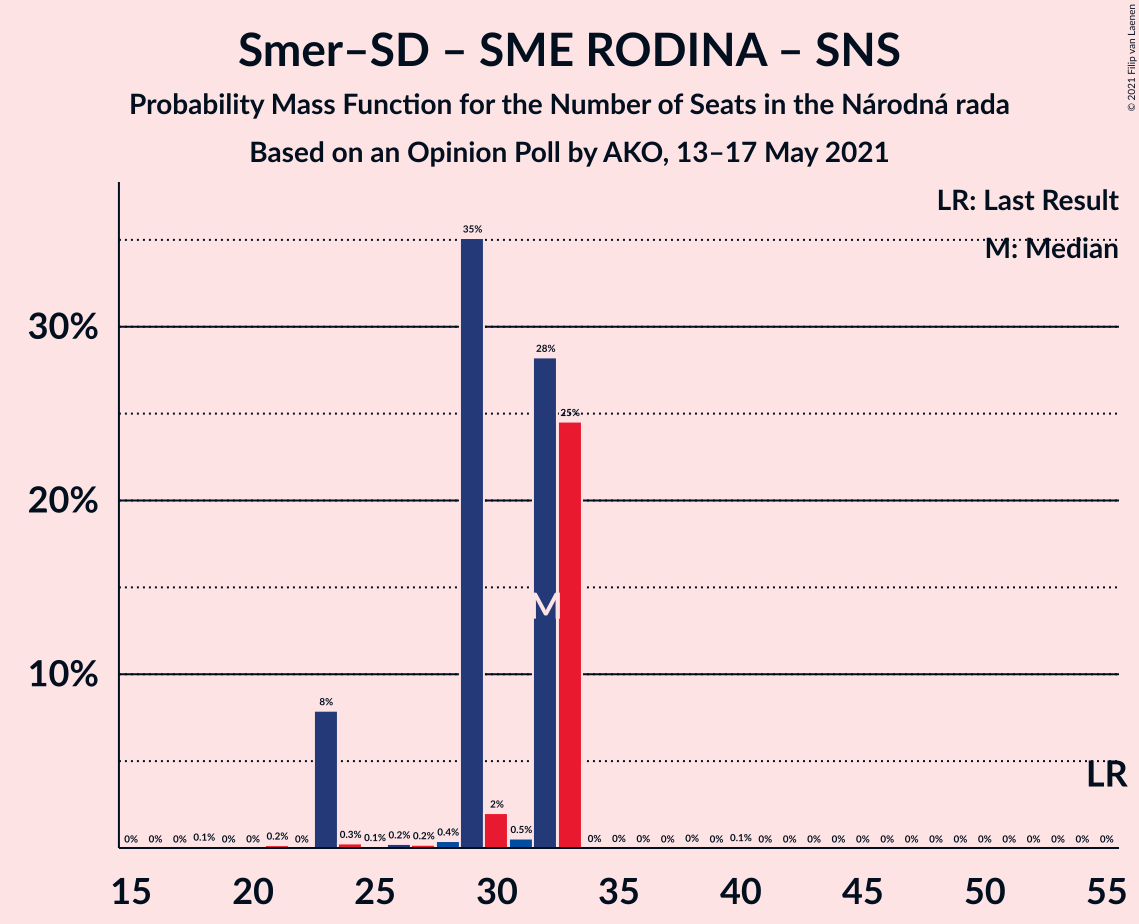 Smer–SD – SME RODINA – SNS
Probability Mass Function for the Number of Seats in the Národná rada
Based on an Opinion Poll by AKO, 13–17 May 2021
© 2021 Filip van Laenen
LR: Last Result
M: Median
35%
30%
28%
25%
20%
M
10%
8%
LR
2%
0% 0% 0% 0.1% 0% 0% 0.2% 0% 0.3% 0.1% 0.2% 0.2% 0.4% 0.5% 0% 0% 0% 0% 0% 0% 0.1% 0% 0% 0% 0% 0% 0% 0% 0% 0% 0% 0% 0% 0% 0% 0%
15 20 25 30 35 40 45 50 55